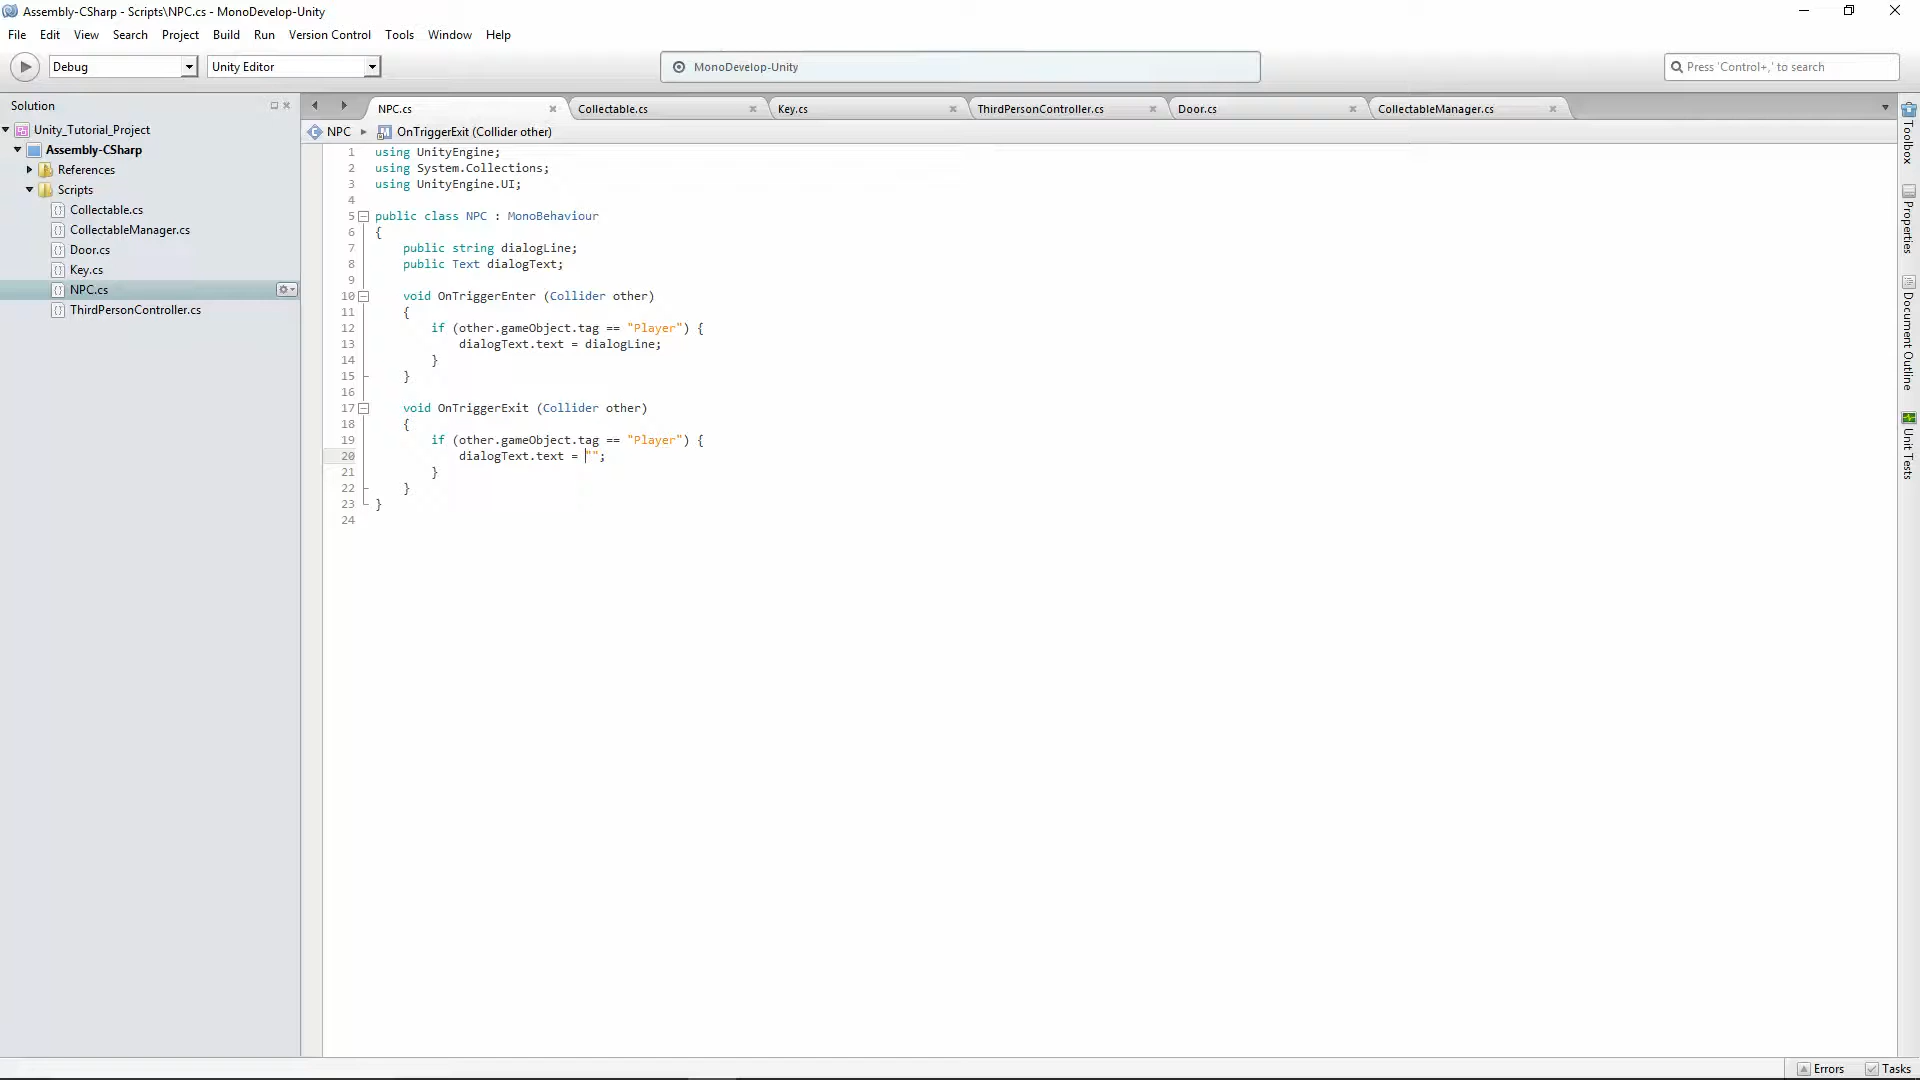 Assembly-CSharp - Scripts\NPC.cs - MonoDevelop-Unity
File Edit View Search Project Build Run Version Control Tools Window Help
Debug Unity Editor MonoDevelop-Unity Press 'Control+,' to search
Solution
Unity_Tutorial_Project
Assembly-CSharp
References
Scripts
Collectable.cs
CollectableManager.cs
Door.cs
Key.cs
NPC.cs
ThirdPersonController.cs
NPC.cs Collectable.cs Key.cs ThirdPersonController.cs Door.cs CollectableManager.cs
NPC OnTriggerExit (Collider other)
1 using UnityEngine;
2 using System.Collections;
3 using UnityEngine.UI;
4
5 public class NPC : MonoBehaviour
6 {
7 public string dialogLine;
8 public Text dialogText;
9
10 void OnTriggerEnter (Collider other)
11 {
12 if (other.gameObject.tag == "Player") {
13 dialogText.text = dialogLine;
14 }
15 }
16
17 void OnTriggerExit (Collider other)
18 {
19 if (other.gameObject.tag == "Player") {
20 dialogText.text = "";
21 }
22 }
23 }
24
Toolbox
Properties
Document Outline
Unit Tests
Errors Tasks